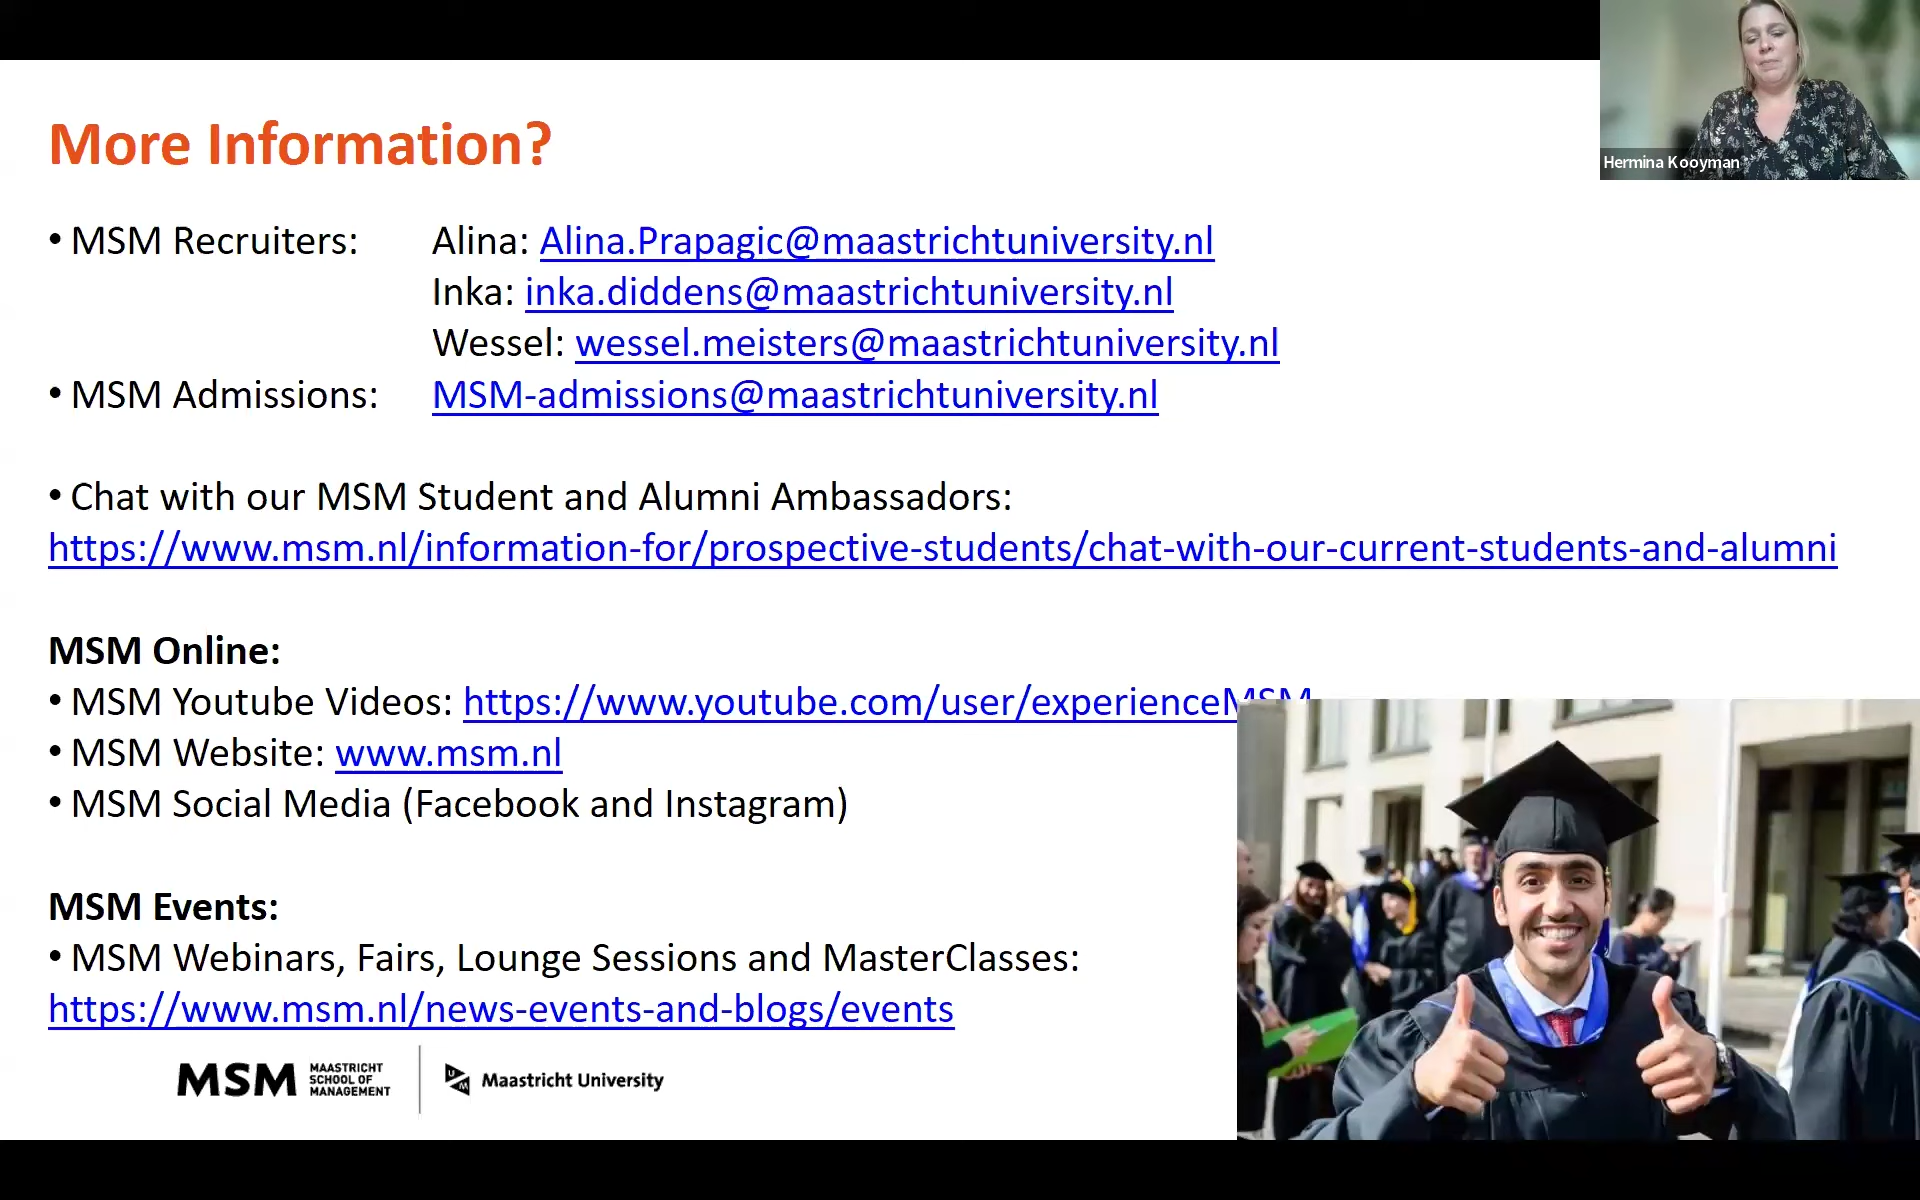 More Information?
Hermina Kooyman
• MSM Recruiters: Alina: Alina.Prapagic@maastrichtuniversity.nl
Inka: inka.diddens@maastrichtuniversity.nl
Wessel: wessel.meisters@maastrichtuniversity.nl
• MSM Admissions: MSM-admissions@maastrichtuniversity.nl
• Chat with our MSM Student and Alumni Ambassadors:
https://www.msm.nl/information-for/prospective-students/chat-with-our-current-students-and-alumni
MSM Online:
• MSM Youtube Videos: https://www.youtube.com/user/experienceMSM
• MSM Website: www.msm.nl
• MSM Social Media (Facebook and Instagram)
MSM Events:
• MSM Webinars, Fairs, Lounge Sessions and MasterClasses:
https://www.msm.nl/news-events-and-blogs/events
MSM MAASTRICHT
SCHOOL OF
MANAGEMENT
UM Maastricht University